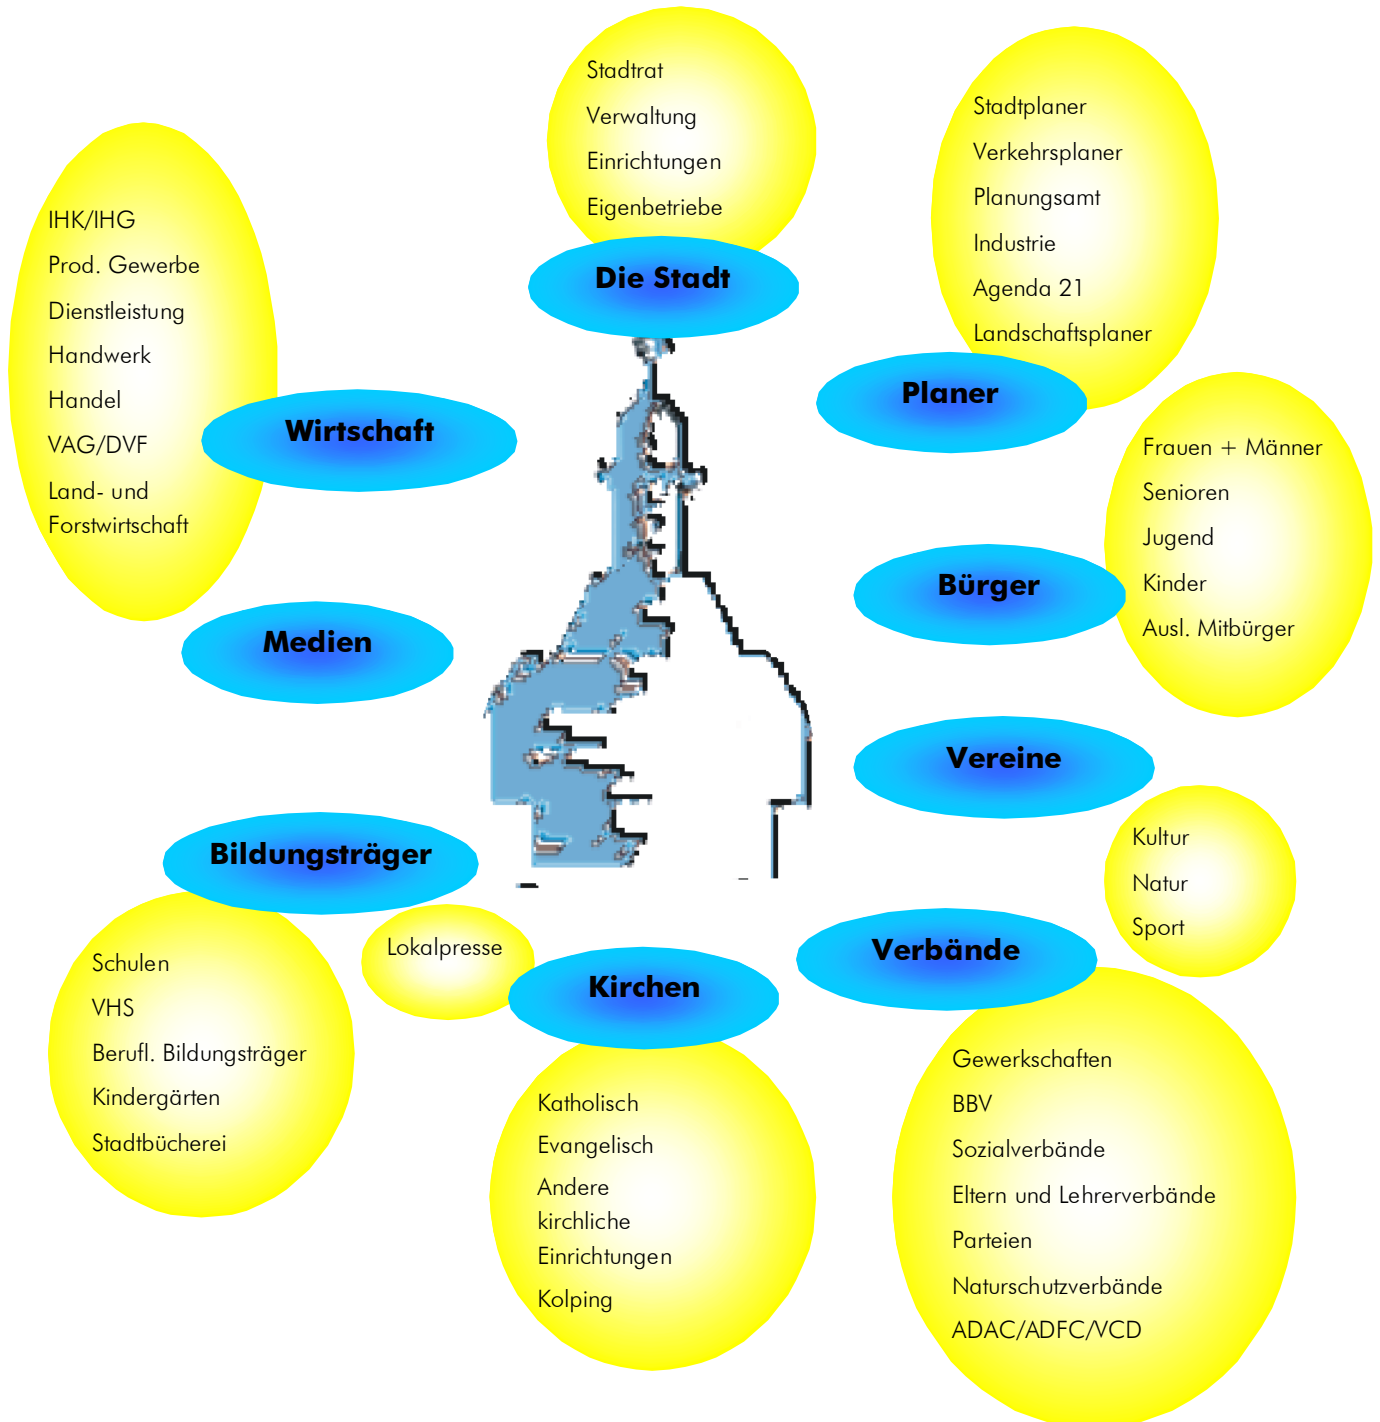 Stadtrat
Verwaltung
Einrichtungen
Eigenbetriebe
Die Stadt
Stadtplaner
Verkehrsplaner
Planungsamt
Industrie
Agenda 21
Landschaftsplaner
Planer
IHK/IHG
Prod. Gewerbe
Dienstleistung
Handwerk
Handel
VAG/DVF
Land- und
Forstwirtschaft
Wirtschaft
Frauen + Männer
Senioren
Jugend
Kinder
Ausl. Mitbürger
Bürger
Medien
Vereine
Kultur
Natur
Sport
Bildungsträger
Schulen
VHS
Berufl. Bildungsträger
Kindergärten
Stadtbücherei
Lokalpresse
Kirchen
Katholisch
Evangelisch
Andere
kirchliche
Einrichtungen
Kolping
Verbände
Gewerkschaften
BBV
Sozialverbände
Eltern und Lehrerverbände
Parteien
Naturschutzverbände
ADAC/ADFC/VCD